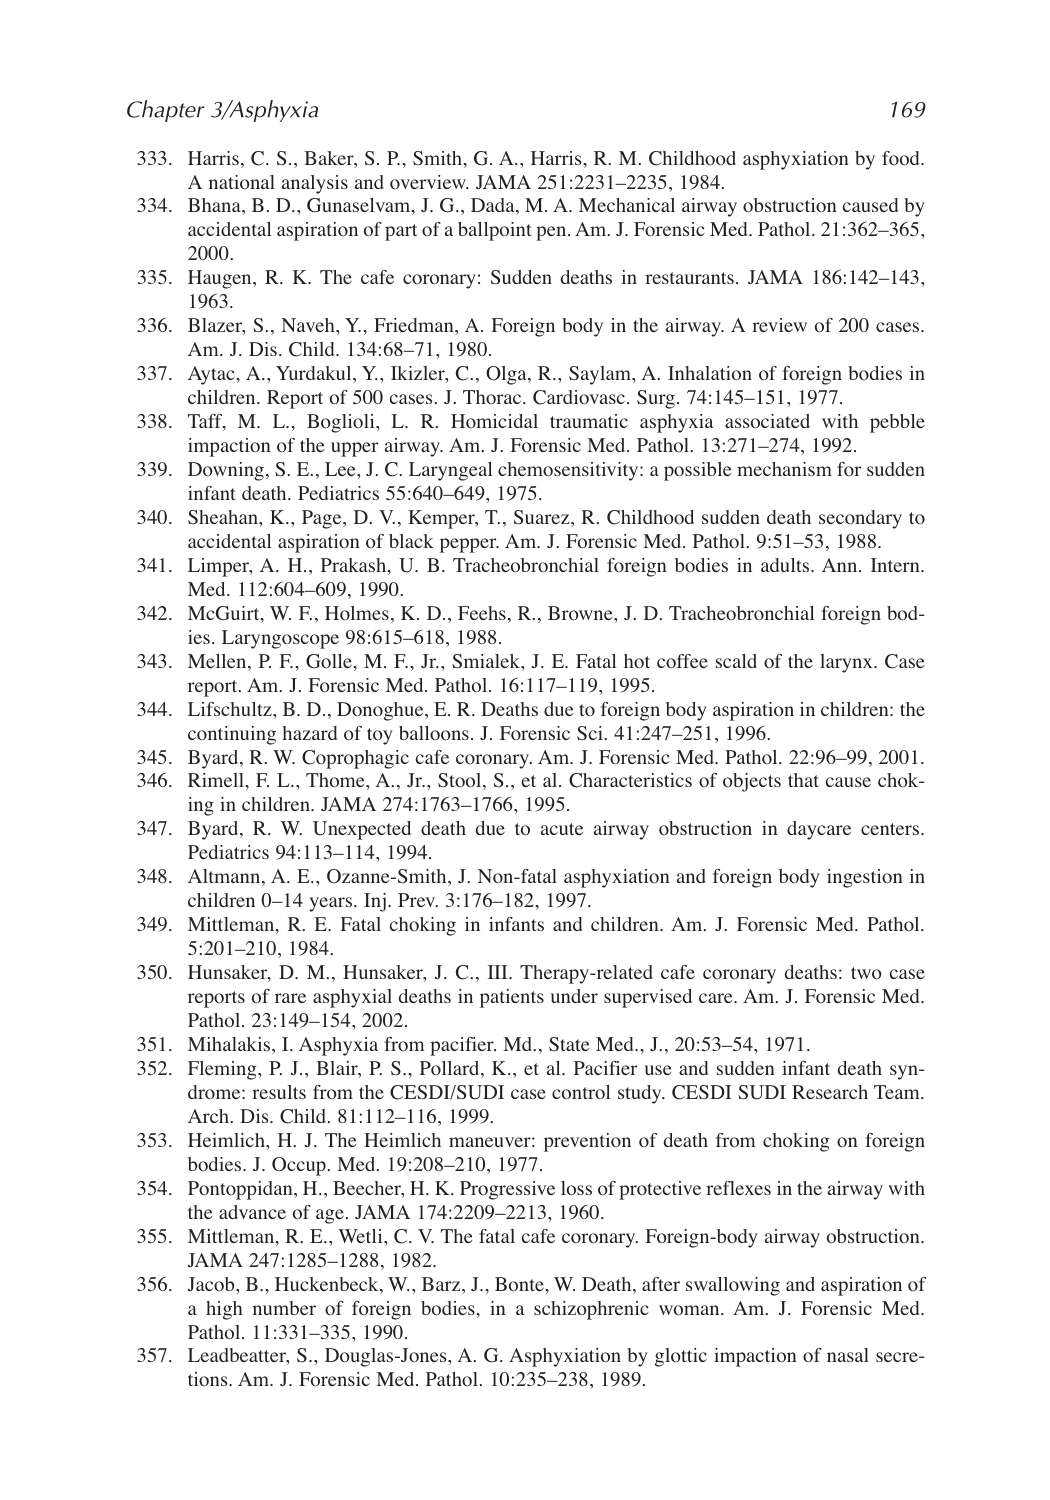 Chapter 3/Asphyxia 169
333. Harris, C. S., Baker, S. P., Smith, G. A., Harris, R. M. Childhood asphyxiation by food.
A national analysis and overview. JAMA 251:2231–2235, 1984.
334. Bhana, B. D., Gunaselvam, J. G., Dada, M. A. Mechanical airway obstruction caused by
accidental aspiration of part of a ballpoint pen. Am. J. Forensic Med. Pathol. 21:362–365,
2000.
335. Haugen, R. K. The cafe coronary: Sudden deaths in restaurants. JAMA 186:142–143,
1963.
336. Blazer, S., Naveh, Y., Friedman, A. Foreign body in the airway. A review of 200 cases.
Am. J. Dis. Child. 134:68–71, 1980.
337. Aytac, A., Yurdakul, Y., Ikizler, C., Olga, R., Saylam, A. Inhalation of foreign bodies in
children. Report of 500 cases. J. Thorac. Cardiovasc. Surg. 74:145–151, 1977.
338. Taff, M. L., Boglioli, L. R. Homicidal traumatic asphyxia associated with pebble
impaction of the upper airway. Am. J. Forensic Med. Pathol. 13:271–274, 1992.
339. Downing, S. E., Lee, J. C. Laryngeal chemosensitivity: a possible mechanism for sudden
infant death. Pediatrics 55:640–649, 1975.
340. Sheahan, K., Page, D. V., Kemper, T., Suarez, R. Childhood sudden death secondary to
accidental aspiration of black pepper. Am. J. Forensic Med. Pathol. 9:51–53, 1988.
341. Limper, A. H., Prakash, U. B. Tracheobronchial foreign bodies in adults. Ann. Intern.
Med. 112:604–609, 1990.
342. McGuirt, W. F., Holmes, K. D., Feehs, R., Browne, J. D. Tracheobronchial foreign bod-
ies. Laryngoscope 98:615–618, 1988.
343. Mellen, P. F., Golle, M. F., Jr., Smialek, J. E. Fatal hot coffee scald of the larynx. Case
report. Am. J. Forensic Med. Pathol. 16:117–119, 1995.
344. Lifschultz, B. D., Donoghue, E. R. Deaths due to foreign body aspiration in children: the
continuing hazard of toy balloons. J. Forensic Sci. 41:247–251, 1996.
345. Byard, R. W. Coprophagic cafe coronary. Am. J. Forensic Med. Pathol. 22:96–99, 2001.
346. Rimell, F. L., Thome, A., Jr., Stool, S., et al. Characteristics of objects that cause chok-
ing in children. JAMA 274:1763–1766, 1995.
347. Byard, R. W. Unexpected death due to acute airway obstruction in daycare centers.
Pediatrics 94:113–114, 1994.
348. Altmann, A. E., Ozanne-Smith, J. Non-fatal asphyxiation and foreign body ingestion in
children 0–14 years. Inj. Prev. 3:176–182, 1997.
349. Mittleman, R. E. Fatal choking in infants and children. Am. J. Forensic Med. Pathol.
5:201–210, 1984.
350. Hunsaker, D. M., Hunsaker, J. C., III. Therapy-related cafe coronary deaths: two case
reports of rare asphyxial deaths in patients under supervised care. Am. J. Forensic Med.
Pathol. 23:149–154, 2002.
351. Mihalakis, I. Asphyxia from pacifier. Md., State Med., J., 20:53–54, 1971.
352. Fleming, P. J., Blair, P. S., Pollard, K., et al. Pacifier use and sudden infant death syn-
drome: results from the CESDI/SUDI case control study. CESDI SUDI Research Team.
Arch. Dis. Child. 81:112–116, 1999.
353. Heimlich, H. J. The Heimlich maneuver: prevention of death from choking on foreign
bodies. J. Occup. Med. 19:208–210, 1977.
354. Pontoppidan, H., Beecher, H. K. Progressive loss of protective reflexes in the airway with
the advance of age. JAMA 174:2209–2213, 1960.
355. Mittleman, R. E., Wetli, C. V. The fatal cafe coronary. Foreign-body airway obstruction.
JAMA 247:1285–1288, 1982.
356. Jacob, B., Huckenbeck, W., Barz, J., Bonte, W. Death, after swallowing and aspiration of
a high number of foreign bodies, in a schizophrenic woman. Am. J. Forensic Med.
Pathol. 11:331–335, 1990.
357. Leadbeatter, S., Douglas-Jones, A. G. Asphyxiation by glottic impaction of nasal secre-
tions. Am. J. Forensic Med. Pathol. 10:235–238, 1989.